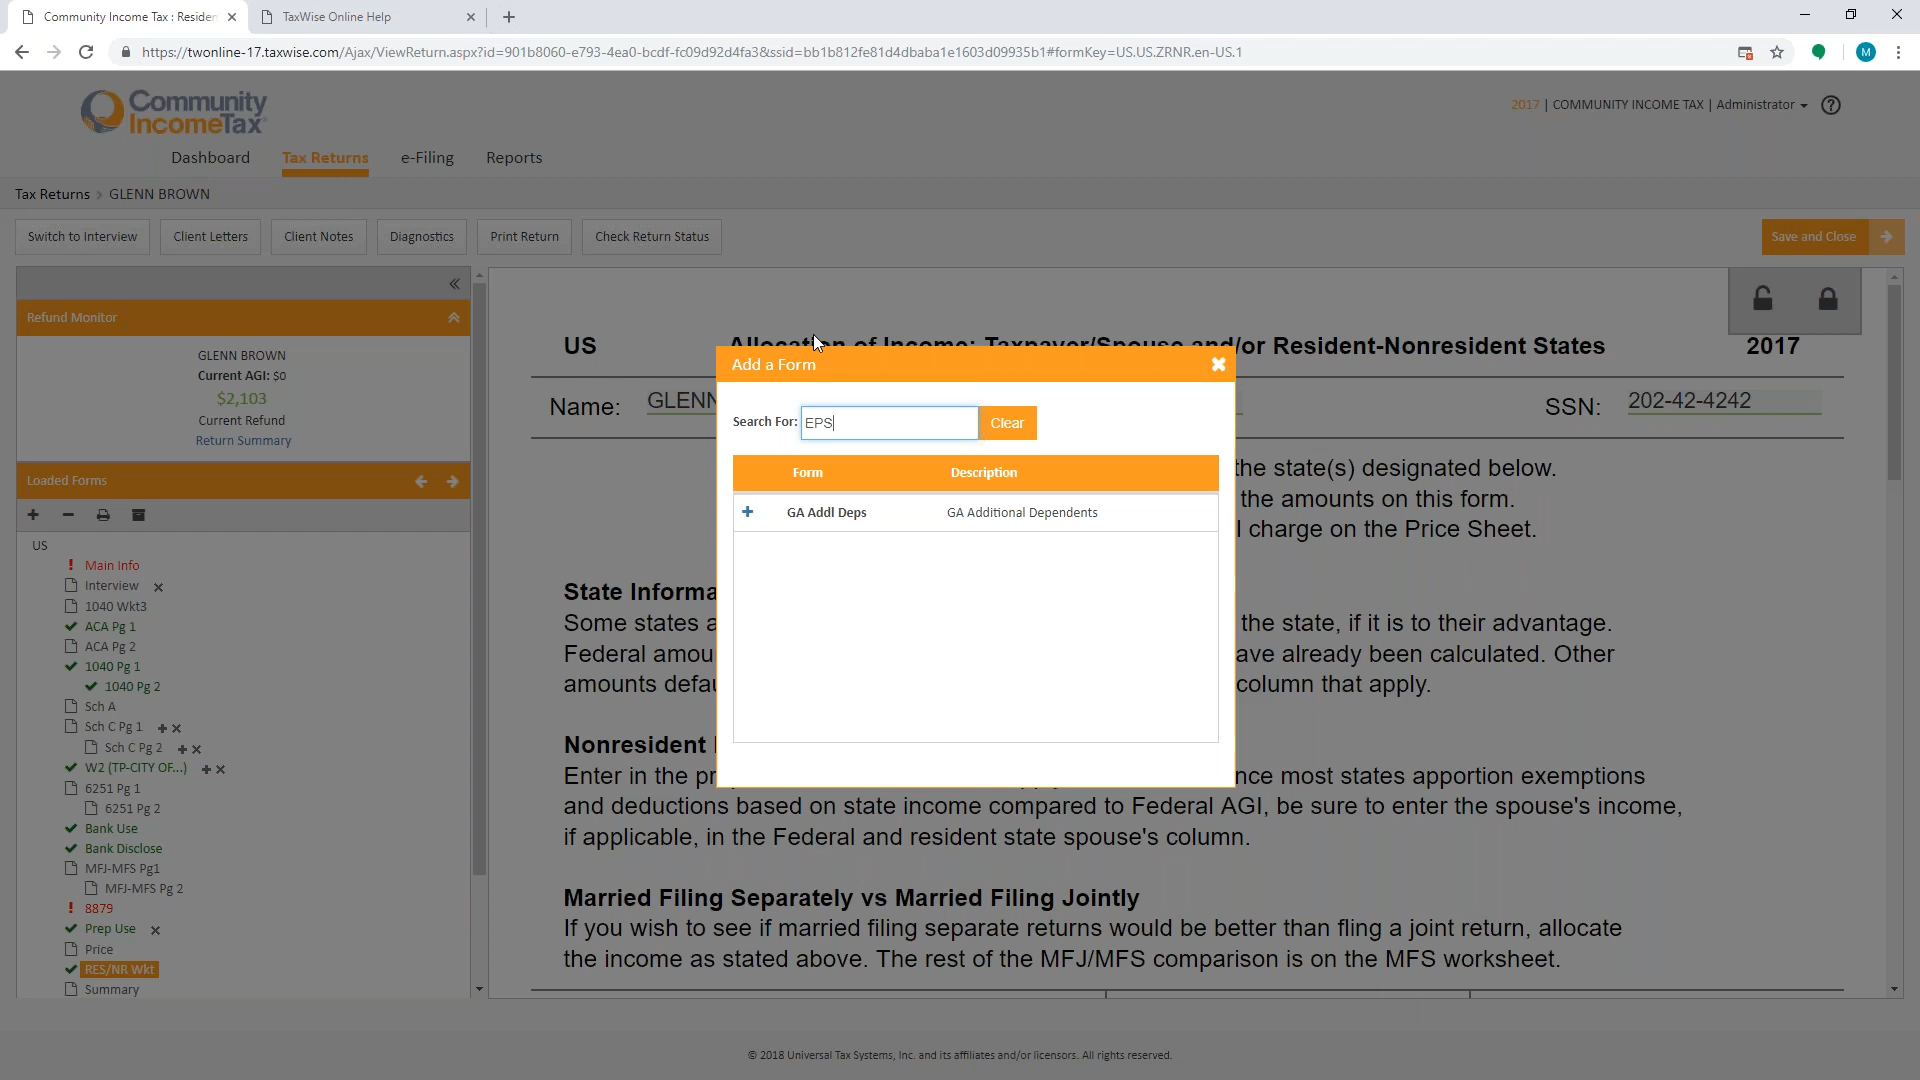 Community Income Tax : Residen
TaxWise Online Help
https://twonline-17.taxwise.com/Ajax/ViewReturn.aspx?id=901b8060-e793-4ea0-bcdf-fc09d92d4fa3&ssid=bb1b812fe81d4dbaba1e1603d09935b1#formKey=US.US.ZRNR.en-US.1
M
Community
IncomeTax
2017 | COMMUNITY INCOME TAX | Administrator
Dashboard
Tax Returns
e-Filing
Reports
Tax Returns > GLENN BROWN
Switch to Interview
Client Letters
Client Notes
Diagnostics
Print Return
Check Return Status
Save and Close
Refund Monitor
GLENN BROWN
Current AGI: $0
$2,103
Current Refund
Return Summary
Loaded Forms
US
Main Info
Interview
1040 Wkt3
ACA Pg 1
ACA Pg 2
1040 Pg 1
1040 Pg 2
Sch A
Sch C Pg 1
Sch C Pg 2
W2 (TP-CITY OF...)
6251 Pg 1
6251 Pg 2
Bank Use
Bank Disclose
MFJ-MFS Pg1
MFJ-MFS Pg 2
8879
Prep Use
Price
RES/NR Wkt
Summary
US Allocation of Income: Taxpayer/Spouse and/or Resident-Nonresident States 2017
Name: GLENN
SSN: 202-42-4242
the state(s) designated below.
the amounts on this form.
l charge on the Price Sheet.
State Informa
Some states a the state, if it is to their advantage.
Federal amou ave already been calculated. Other
amounts defau column that apply.
Nonresident
Enter in the pr nce most states apportion exemptions
and deductions based on state income compared to Federal AGI, be sure to enter the spouse's income,
if applicable, in the Federal and resident state spouse's column.
Married Filing Separately vs Married Filing Jointly
If you wish to see if married filing separate returns would be better than fling a joint return, allocate
the income as stated above. The rest of the MFJ/MFS comparison is on the MFS worksheet.
Add a Form
Search For: EPS
Clear
Form Description
GA Addl Deps GA Additional Dependents
© 2018 Universal Tax Systems, Inc. and its affiliates and/or licensors. All rights reserved.